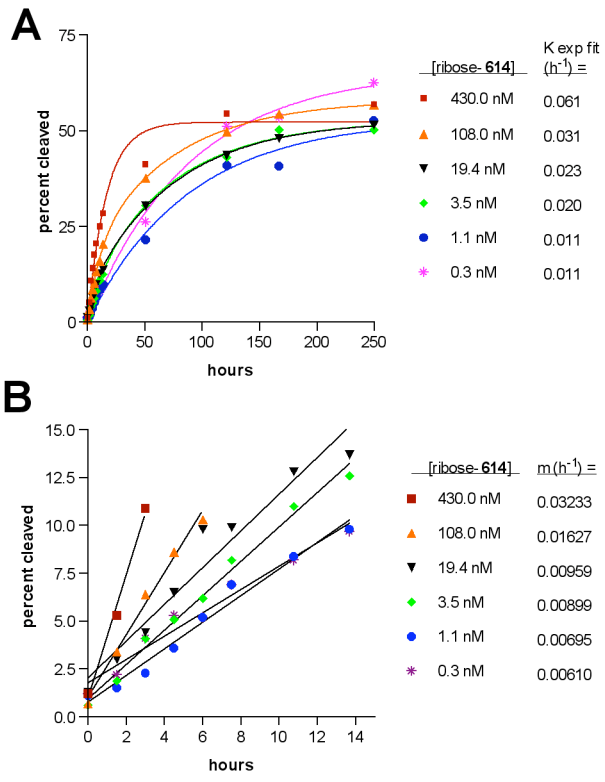 A
75
50
25
0
percent cleaved
0 50 100 150 200 250
hours
[ribose-614] K exp fit (h⁻¹) =
430.0 nM 0.061
108.0 nM 0.031
19.4 nM 0.023
3.5 nM 0.020
1.1 nM 0.011
0.3 nM 0.011
B
15.0
12.5
10.0
7.5
5.0
2.5
0.0
percent cleaved
0 2 4 6 8 10 12 14
hours
[ribose-614] m (h⁻¹) =
430.0 nM 0.03233
108.0 nM 0.01627
19.4 nM 0.00959
3.5 nM 0.00899
1.1 nM 0.00695
0.3 nM 0.00610